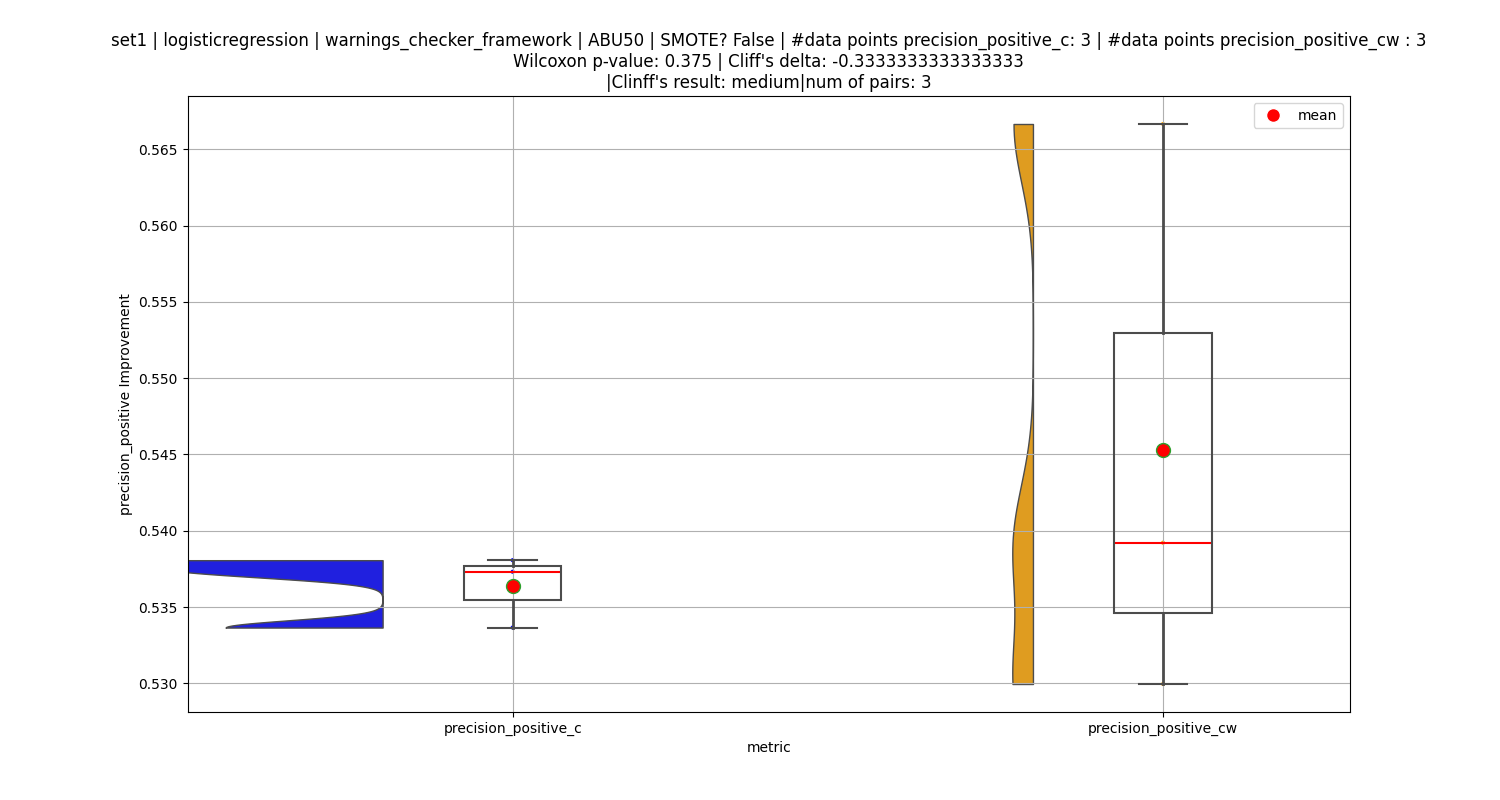 set1 | logisticregression | warnings_checker_framework | ABU50 | SMOTE? False | #data points precision_positive_c: 3 | #data points precision_positive_cw : 3
Wilcoxon p-value: 0.375 | Cliff's delta: -0.3333333333333333
|Clinff's result: medium|num of pairs: 3
mean
0.565
0.560
0.555
0.550
0.545
0.540
0.535
0.530
precision_positive Improvement
precision_positive_c
precision_positive_cw
metric